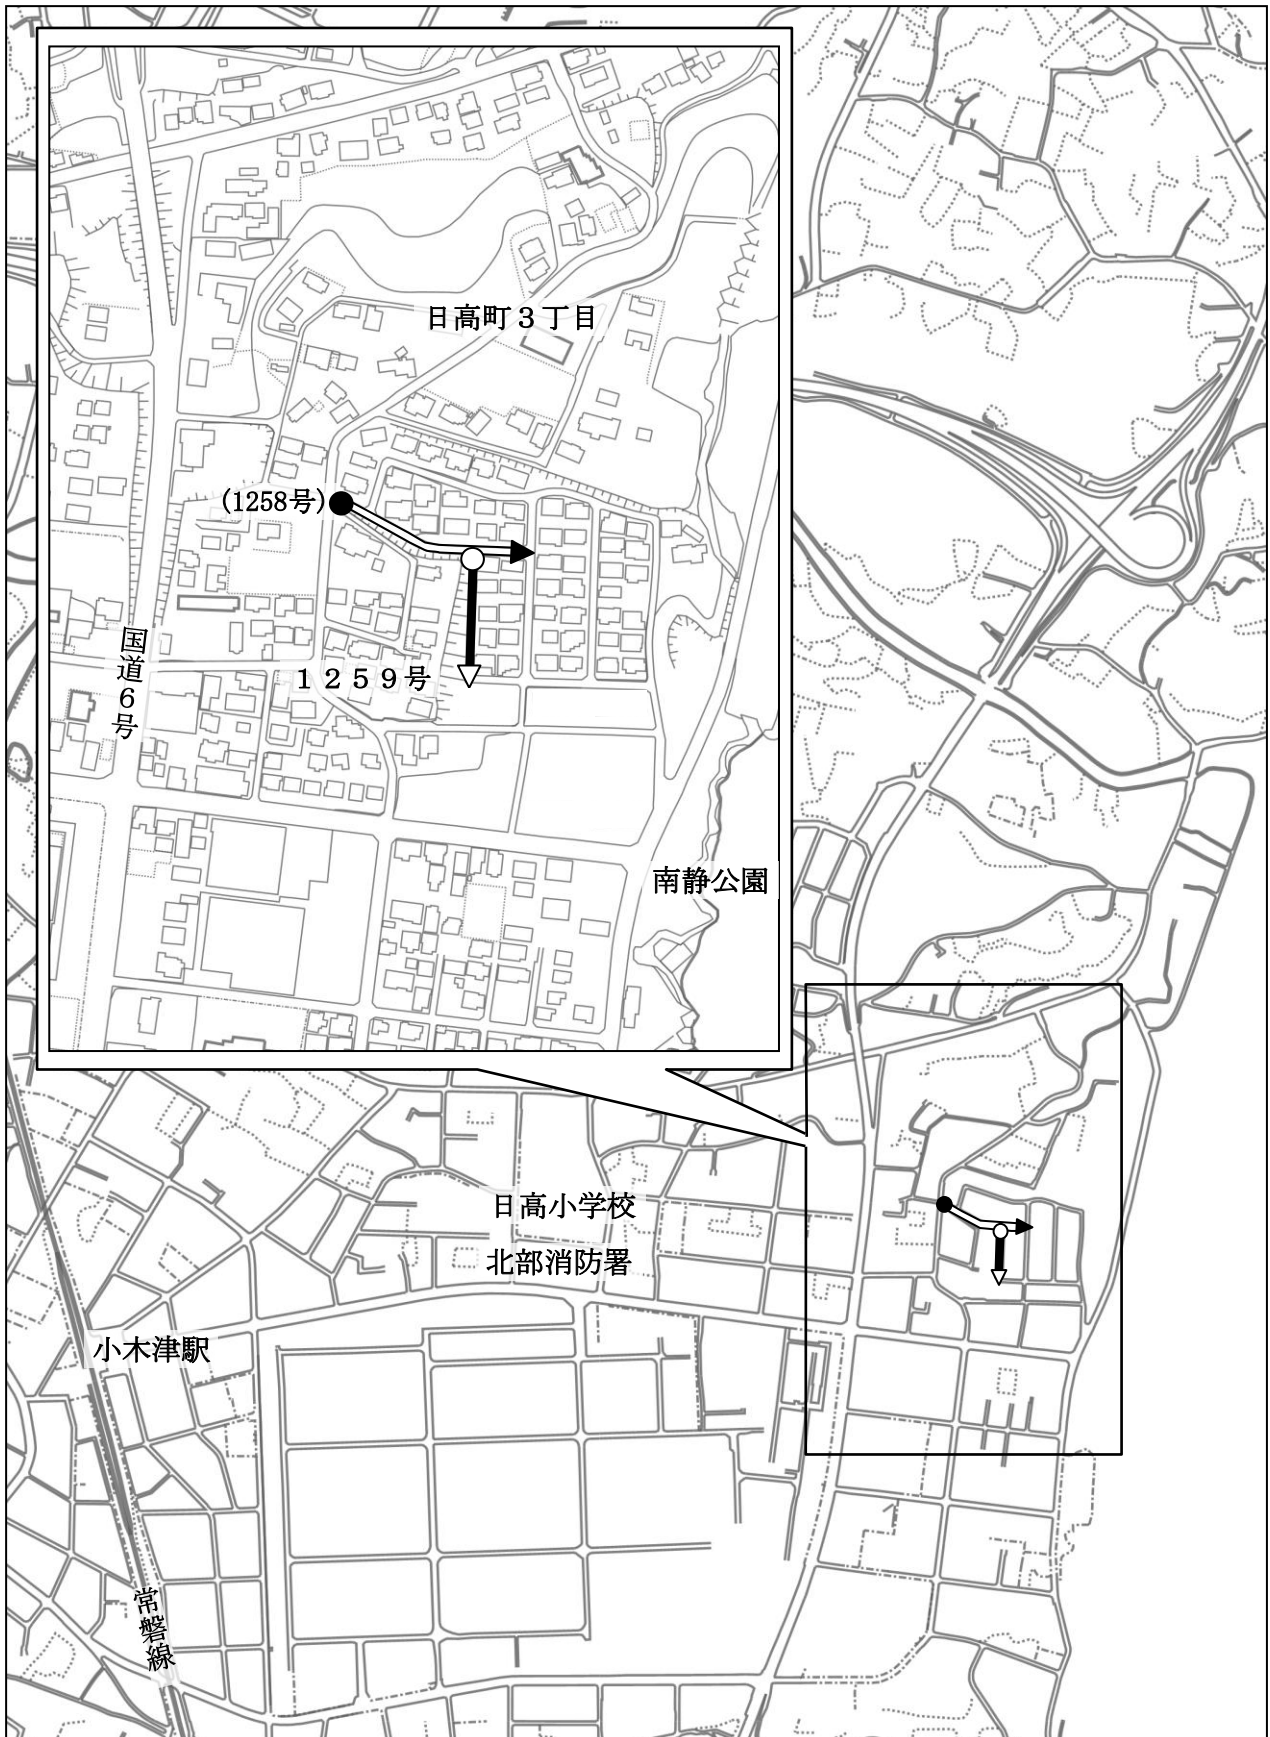 日高町３丁目
(1258号)
国道6号
１２５９号
南静公園
日高小学校
北部消防署
小木津駅
常磐線